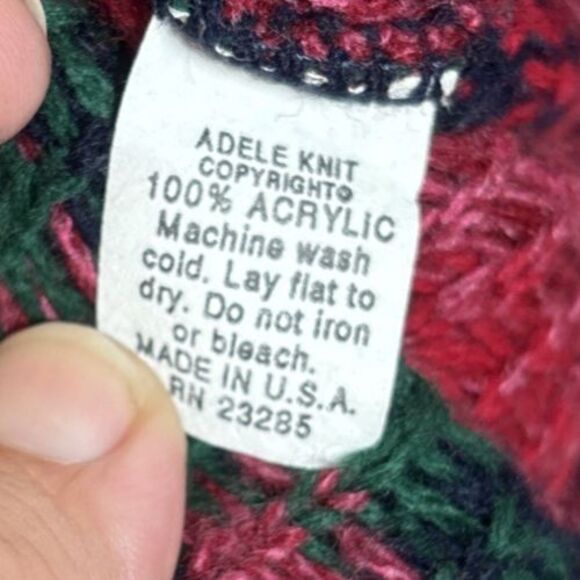 ADELE KNIT
COPYRIGHT©
100% ACRYLIC
Machine wash
cold. Lay flat to
dry. Do not iron
or bleach.
MADE IN U.S.A.
RN 23285